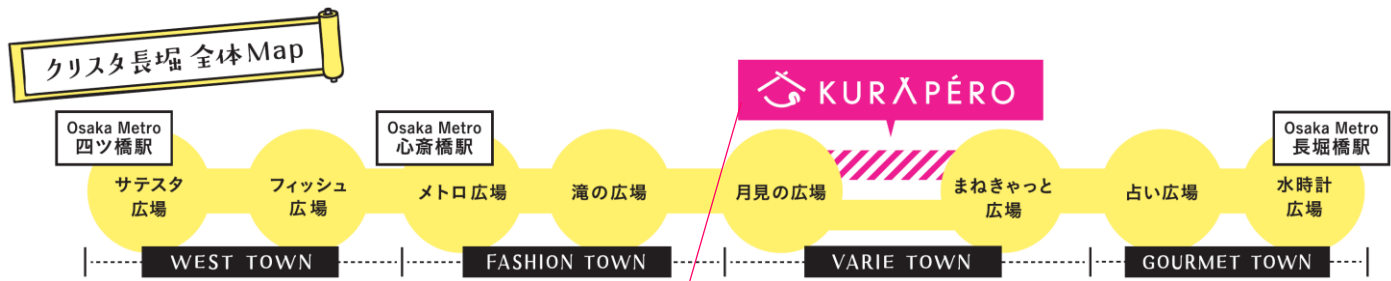 クリスタ長堀 全体Map
KURAPÉRO
Osaka Metro
四ツ橋駅
Osaka Metro
心斎橋駅
Osaka Metro
長堀橋駅
サテスタ
広場
フィッシュ
広場
メトロ広場
滝の広場
月見の広場
まねきゃっと
広場
占い広場
水時計
広場
WEST TOWN
FASHION TOWN
VARIE TOWN
GOURMET TOWN